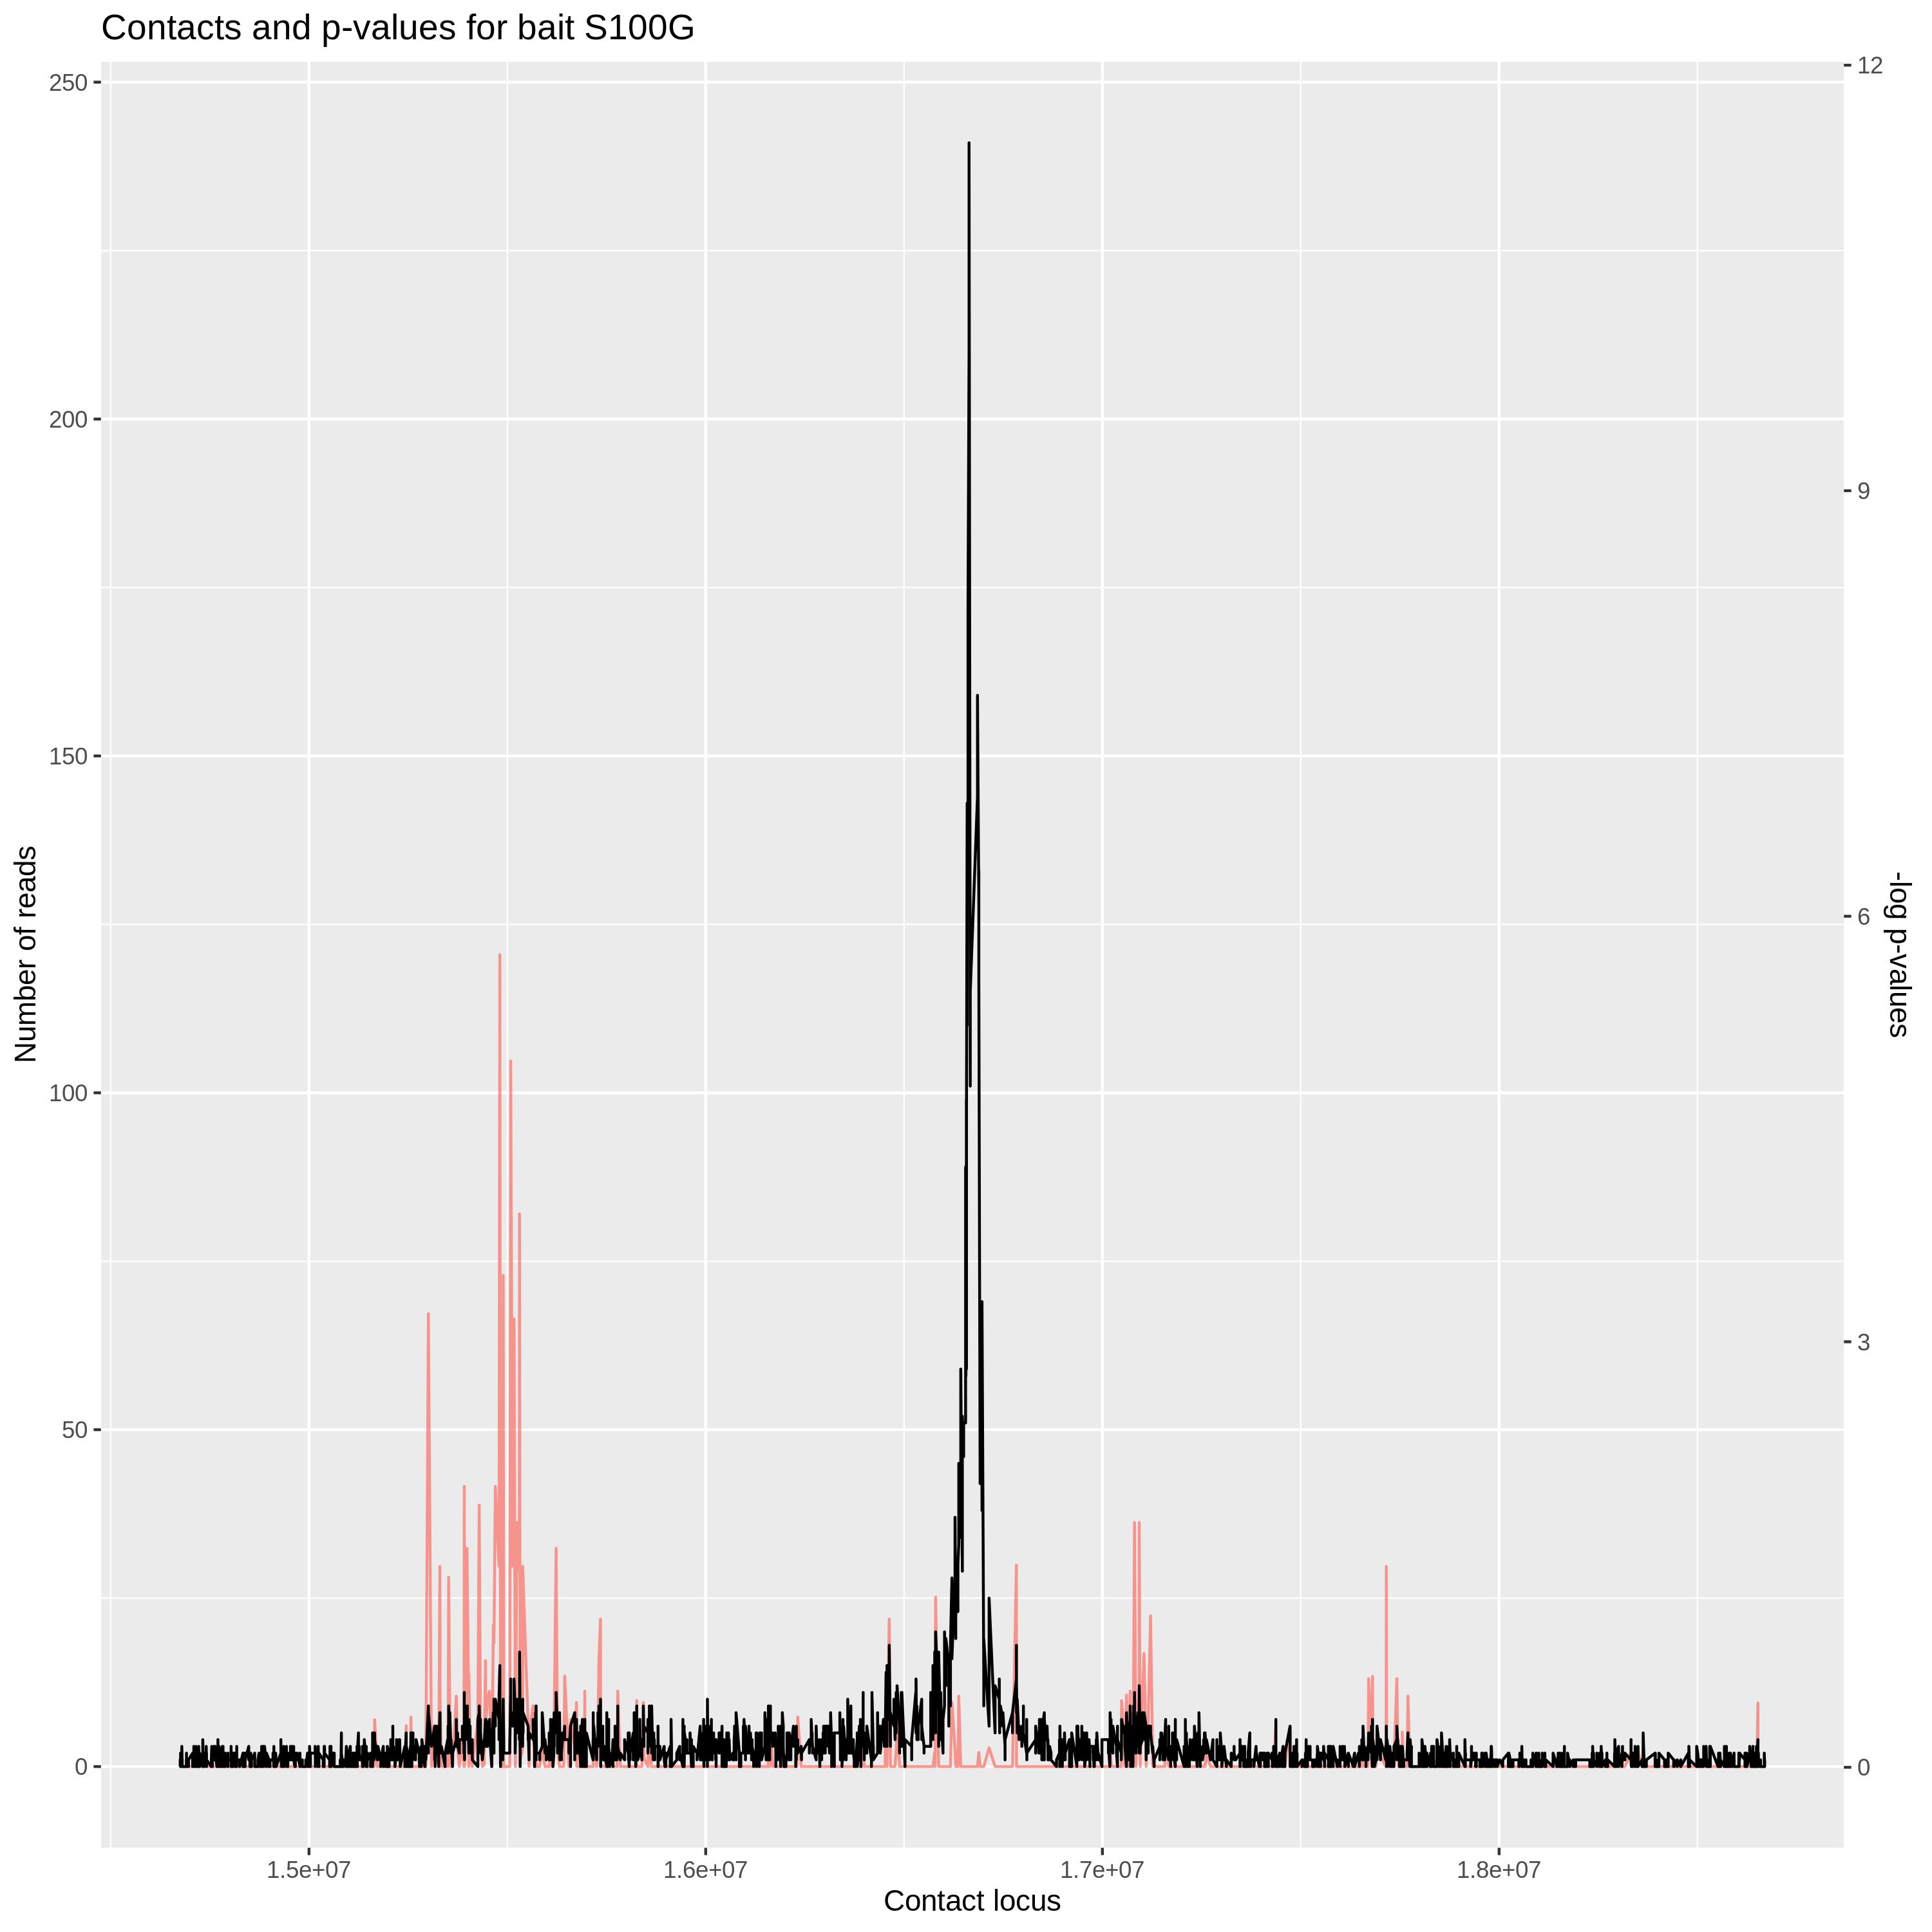 Contacts and p-values for bait S100G
250
200
150
100
50
0
Number of reads
12
9
6
3
0
-log p-values
1.5e+07
1.6e+07
1.7e+07
1.8e+07
Contact locus